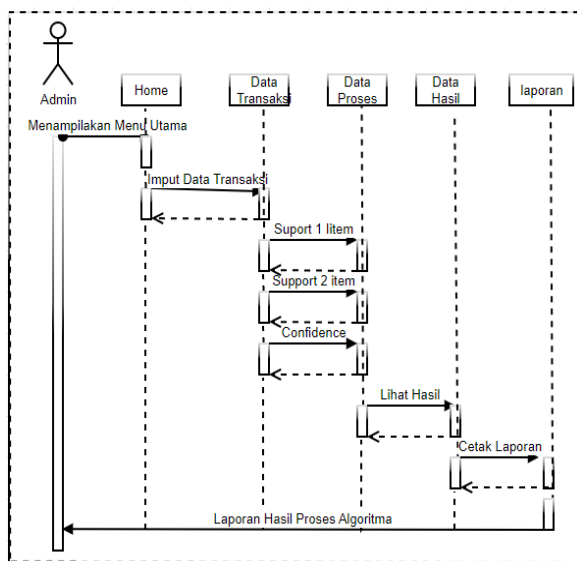 Admin
Home
Data
Transaksi
Data
Proses
Data
Hasil
laporan
Menampilakan Menu Utama
Imput Data Transaksi
Suport 1 Iitem
Support 2 item
Confidence
Lihat Hasil
Cetak Laporan
Laporan Hasil Proses Algoritma